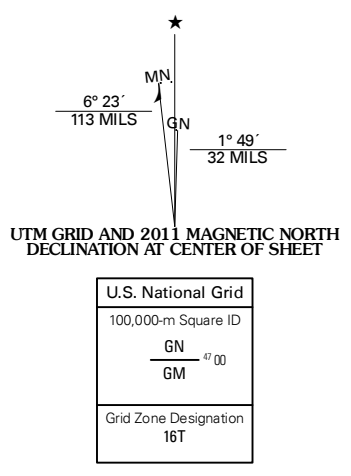 ★
MN.
6° 23´
113 MILS
GN
1° 49´
32 MILS
UTM GRID AND 2011 MAGNETIC NORTH
DECLINATION AT CENTER OF SHEET
U.S. National Grid
100,000-m Square ID
GN
47 00
GM
Grid Zone Designation
16T